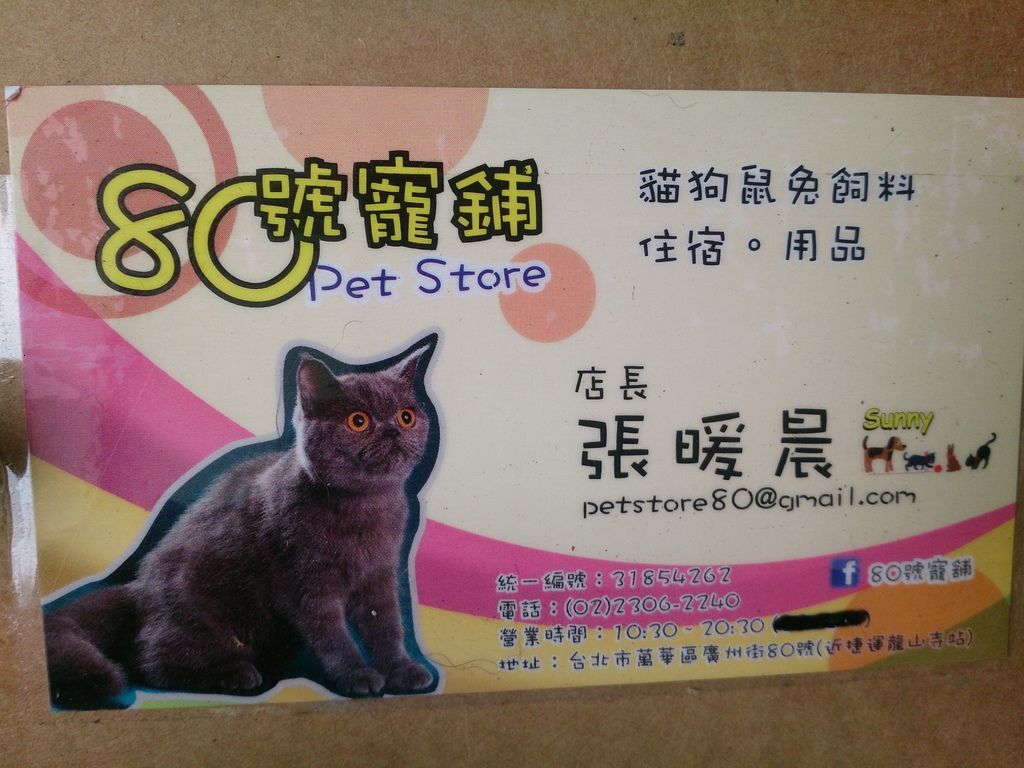 80號寵鋪
Pet Store
貓狗鼠兔飼料
住宿。用品
店長
張暖晨
Sunny
petstore80@gmail.com
統一編號：31854262
f 80號寵鋪
電話：(02)2306-2240
營業時間：10:30~20:30 (
地址：台北市萬華區廣州街80號(近捷運龍山寺站)